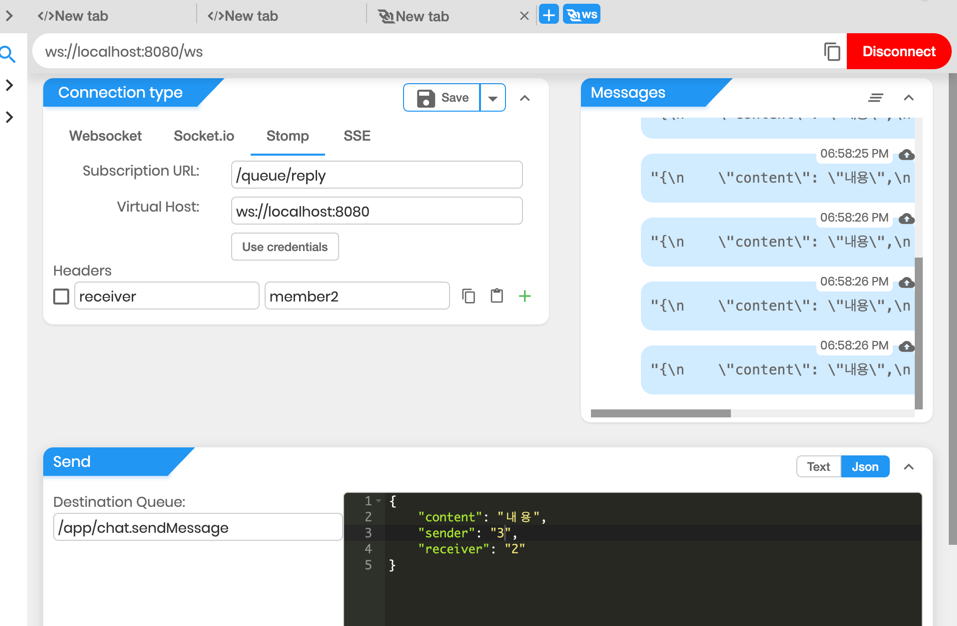 </>New tab
</>New tab
New tab
ws
ws://localhost:8080/ws
Disconnect
Connection type
Save
Websocket
Socket.io
Stomp
SSE
Subscription URL:
/queue/reply
Virtual Host:
ws://localhost:8080
Use credentials
Headers
receiver
member2
Messages
06:58:25 PM
"{\n    \"content\": \"내용\",\n
06:58:26 PM
"{\n    \"content\": \"내용\",\n
06:58:26 PM
"{\n    \"content\": \"내용\",\n
06:58:26 PM
"{\n    \"content\": \"내용\",\n
Send
Text
Json
Destination Queue:
/app/chat.sendMessage
1 {
2     "content": "내용",
3     "sender": "3",
4     "receiver": "2"
5 }